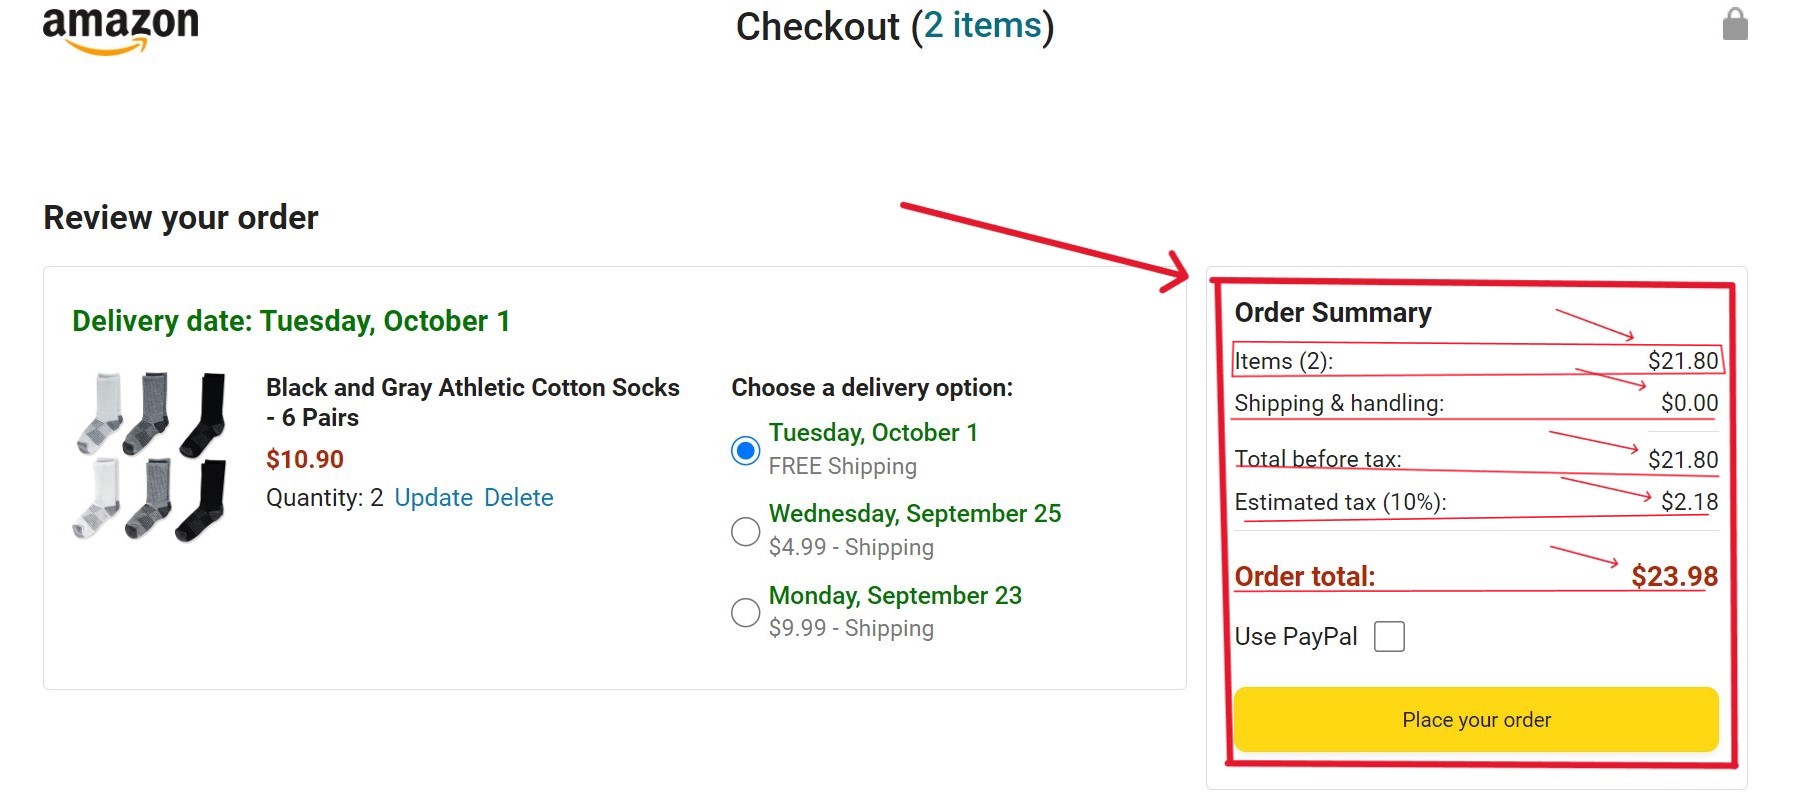 amazon
Checkout (2 items)
Review your order
Delivery date: Tuesday, October 1
Black and Gray Athletic Cotton Socks
- 6 Pairs
$10.90
Quantity: 2 Update Delete
Choose a delivery option:
Tuesday, October 1
FREE Shipping
Wednesday, September 25
$4.99 - Shipping
Monday, September 23
$9.99 - Shipping
Order Summary
Items (2): $21.80
Shipping & handling: $0.00
Total before tax: $21.80
Estimated tax (10%): $2.18
Order total: $23.98
Use PayPal
Place your order